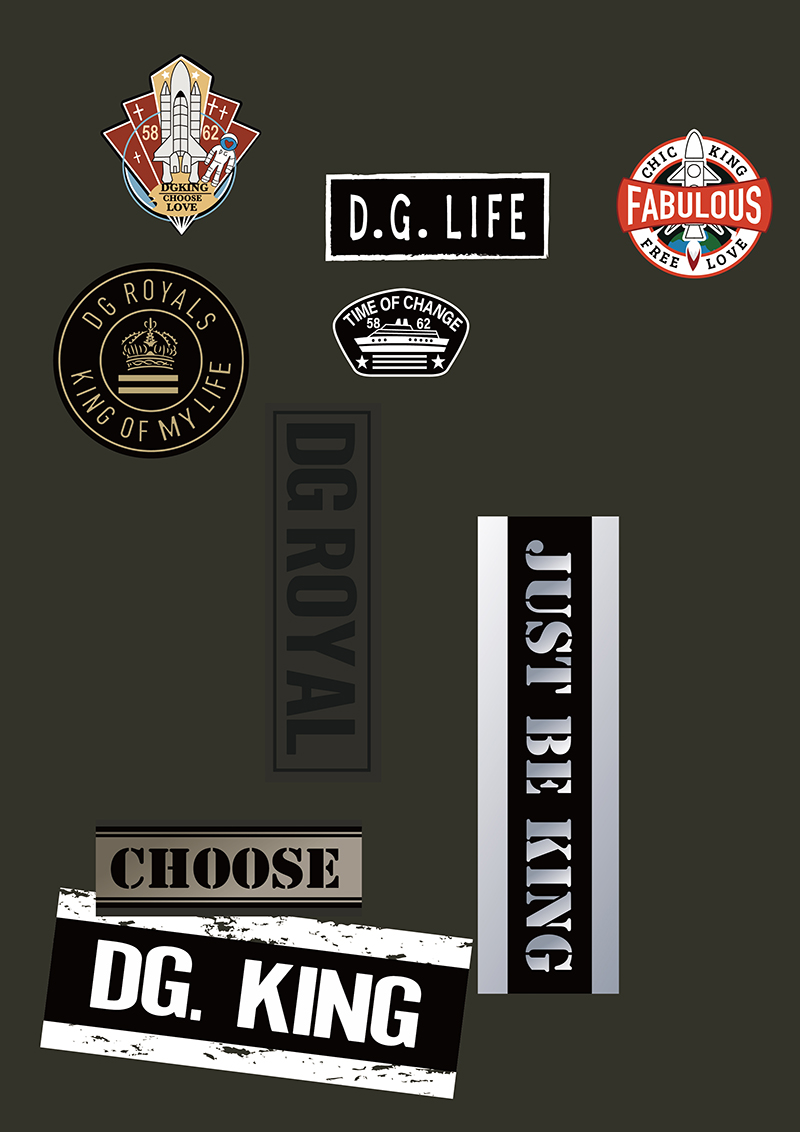 58 62
DGKING
CHOOSE
LOVE
D.G. LIFE
CHIC KING
FABULOUS
FREE LOVE
DG ROYALS
KING OF MY LIFE
TIME OF CHANGE
58 62
DG ROYAL
JUST BE KING
CHOOSE
DG. KING